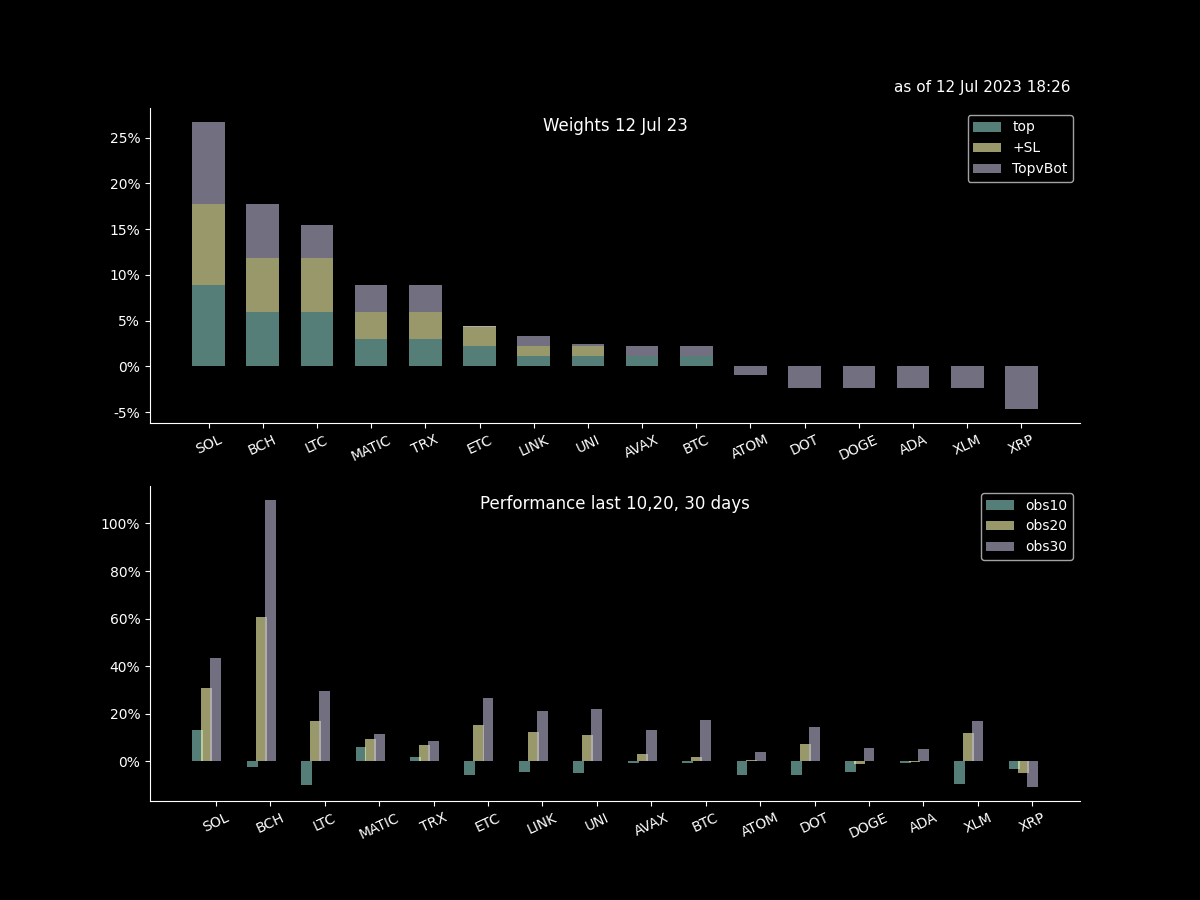 as of 12 Jul 2023 18:26
Weights 12 Jul 23
top
+SL
TopvBot
25%
20%
15%
10%
5%
0%
-5%
SOL BCH LTC MATIC TRX ETC LINK UNI AVAX BTC ATOM DOT DOGE ADA XLM XRP
Performance last 10,20, 30 days
obs10
obs20
obs30
100%
80%
60%
40%
20%
0%
SOL BCH LTC MATIC TRX ETC LINK UNI AVAX BTC ATOM DOT DOGE ADA XLM XRP